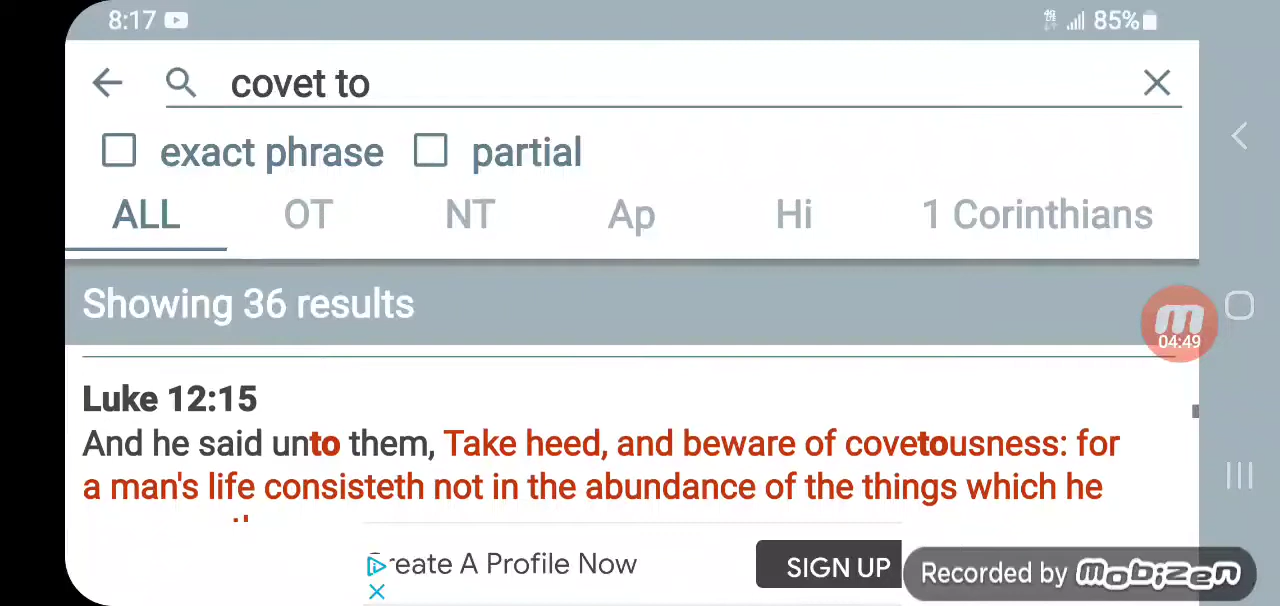 8:17
85%
covet to
exact phrase partial
ALL OT NT Ap Hi 1 Corinthians
Showing 36 results
04:49
Luke 12:15
And he said unto them, Take heed, and beware of covetousness: for
a man's life consisteth not in the abundance of the things which he
Create A Profile Now
SIGN UP
Recorded by mobizen